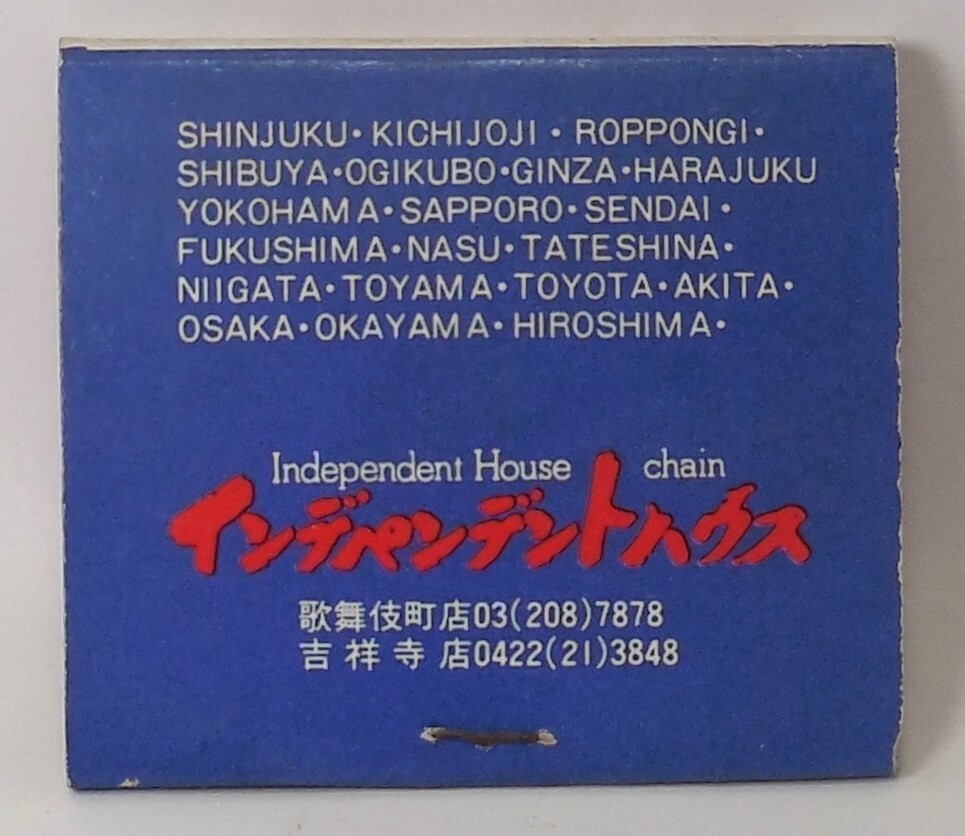 SHINJUKU・KICHIJOJI・ROPPONGI・
SHIBUYA・OGIKUBO・GINZA・HARAJUKU
YOKOHAMA・SAPPORO・SENDAI・
FUKUSHIMA・NASU・TATESHINA・
NIIGATA・TOYAMA・TOYOTA・AKITA・
OSAKA・OKAYAMA・HIROSHIMA・
Independent House chain
インデペンデントハウス
歌舞伎町店03(208)7878
吉祥寺店0422(21)3848